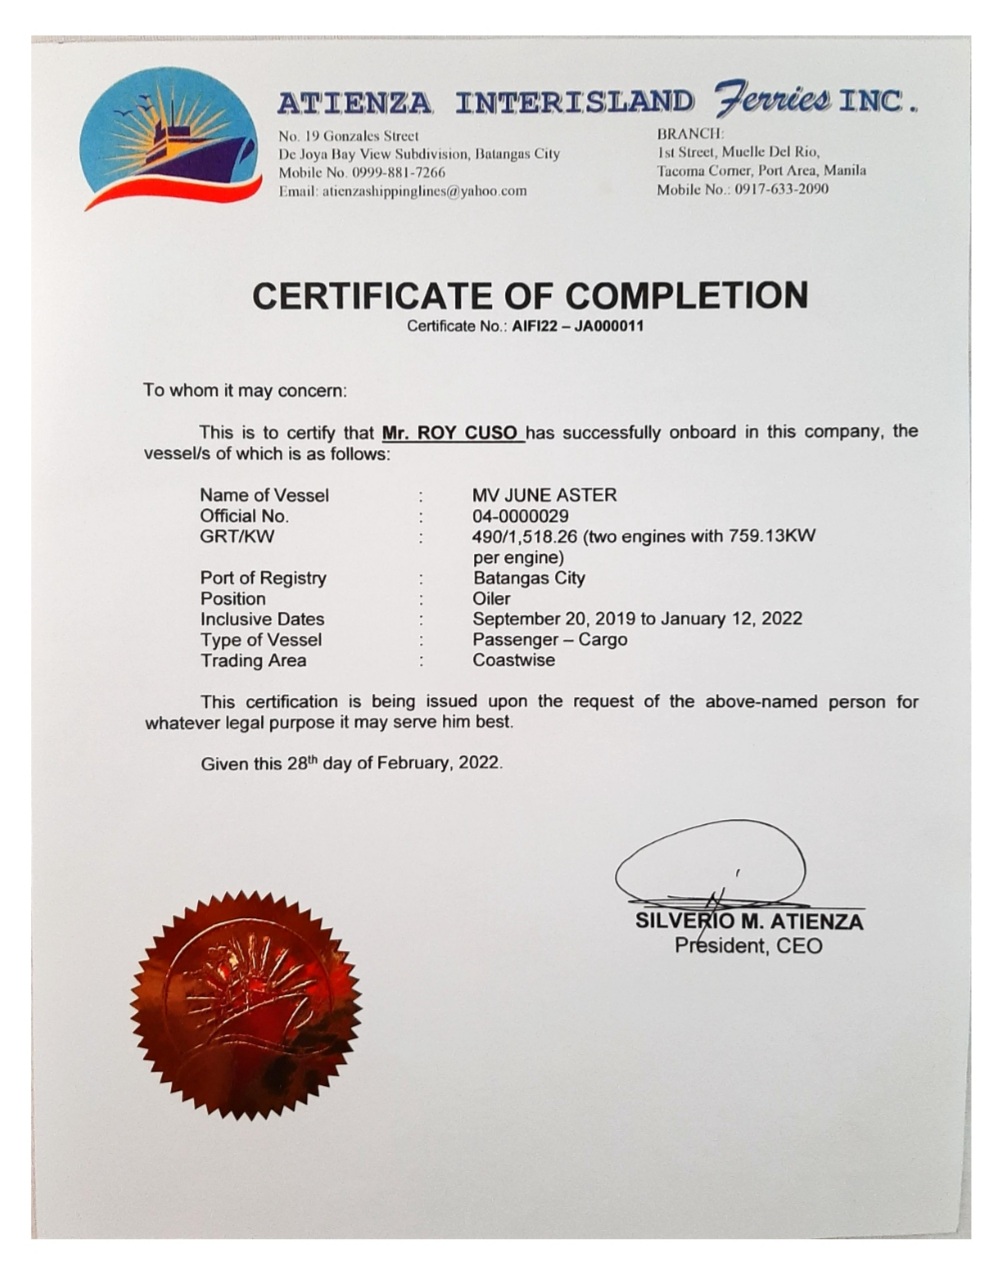 ATIENZA INTERISLAND Ferries INC.
No. 19 Gonzales Street
De Joya Bay View Subdivision, Batangas City
Mobile No. 0999-881-7266
Email: atienzashippinglines@yahoo.com
BRANCH:
1st Street, Muelle Del Rio,
Tacoma Corner, Port Area, Manila
Mobile No.: 0917-633-2090
CERTIFICATE OF COMPLETION
Certificate No.: AIFI22 – JA000011
To whom it may concern:
This is to certify that Mr. ROY CUSO has successfully onboard in this company, the
vessel/s of which is as follows:
Name of Vessel : MV JUNE ASTER
Official No. : 04-0000029
GRT/KW : 490/1,518.26 (two engines with 759.13KW
per engine)
Port of Registry : Batangas City
Position : Oiler
Inclusive Dates : September 20, 2019 to January 12, 2022
Type of Vessel : Passenger – Cargo
Trading Area : Coastwise
This certification is being issued upon the request of the above-named person for
whatever legal purpose it may serve him best.
Given this 28th day of February, 2022.
SILVERIO M. ATIENZA
President, CEO